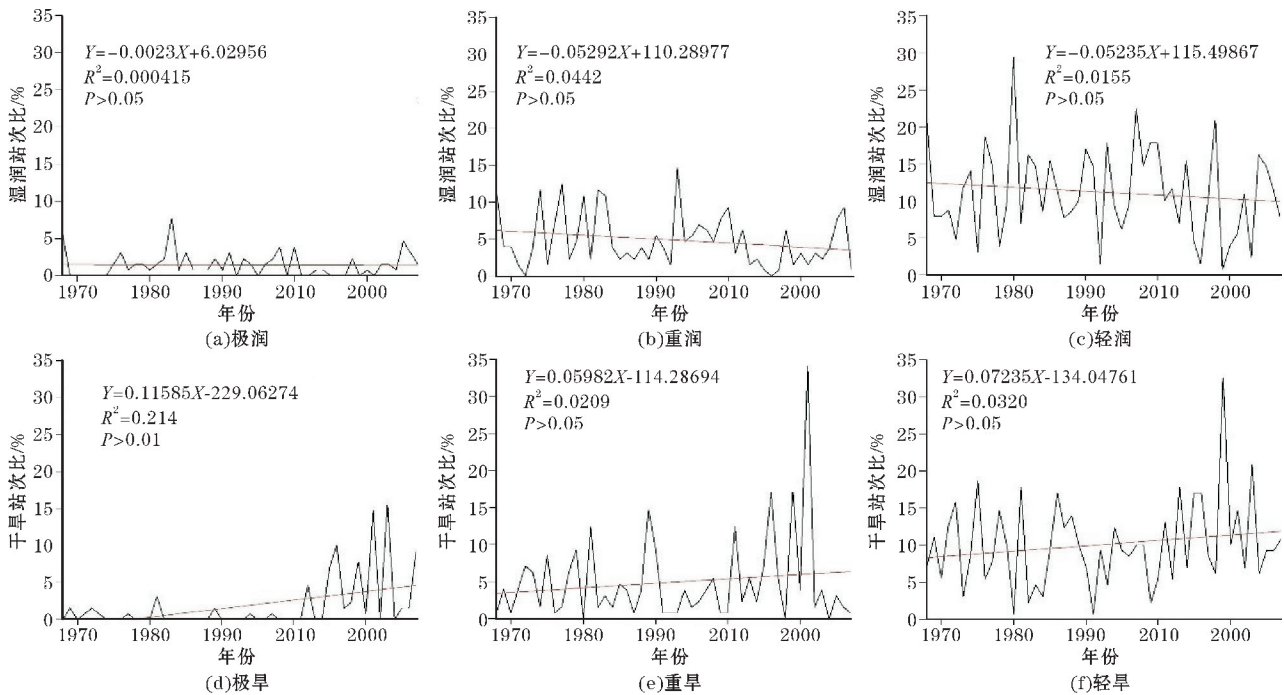 35
30
25
20
15
10
5
0
湿润站次比/%
Y=-0.0023X+6.02956
R²=0.000415
P>0.05
1970 1980 1990 2010 2000
年份
(a)极润
35
30
25
20
15
10
5
0
湿润站次比/%
Y=-0.05292X+110.28977
R²=0.0442
P>0.05
1970 1980 1990 2010 2000
年份
(b)重润
35
30
25
20
15
10
5
0
湿润站次比/%
Y=-0.05235X+115.49867
R²=0.0155
P>0.05
1970 1980 1990 2010 2000
年份
(c)轻润
35
30
25
20
15
10
5
0
干旱站次比/%
Y=0.11585X-229.06274
R²=0.214
P>0.01
1970 1980 1990 2010 2000
年份
(d)极旱
35
30
25
20
15
10
5
0
干旱站次比/%
Y=0.05982X-114.28694
R²=0.0209
P>0.05
1970 1980 1990 2010 2000
年份
(e)重旱
35
30
25
20
15
10
5
0
干旱站次比/%
Y=0.07235X-134.04761
R²=0.0320
P>0.05
1970 1980 1990 2010 2000
年份
(f)轻旱